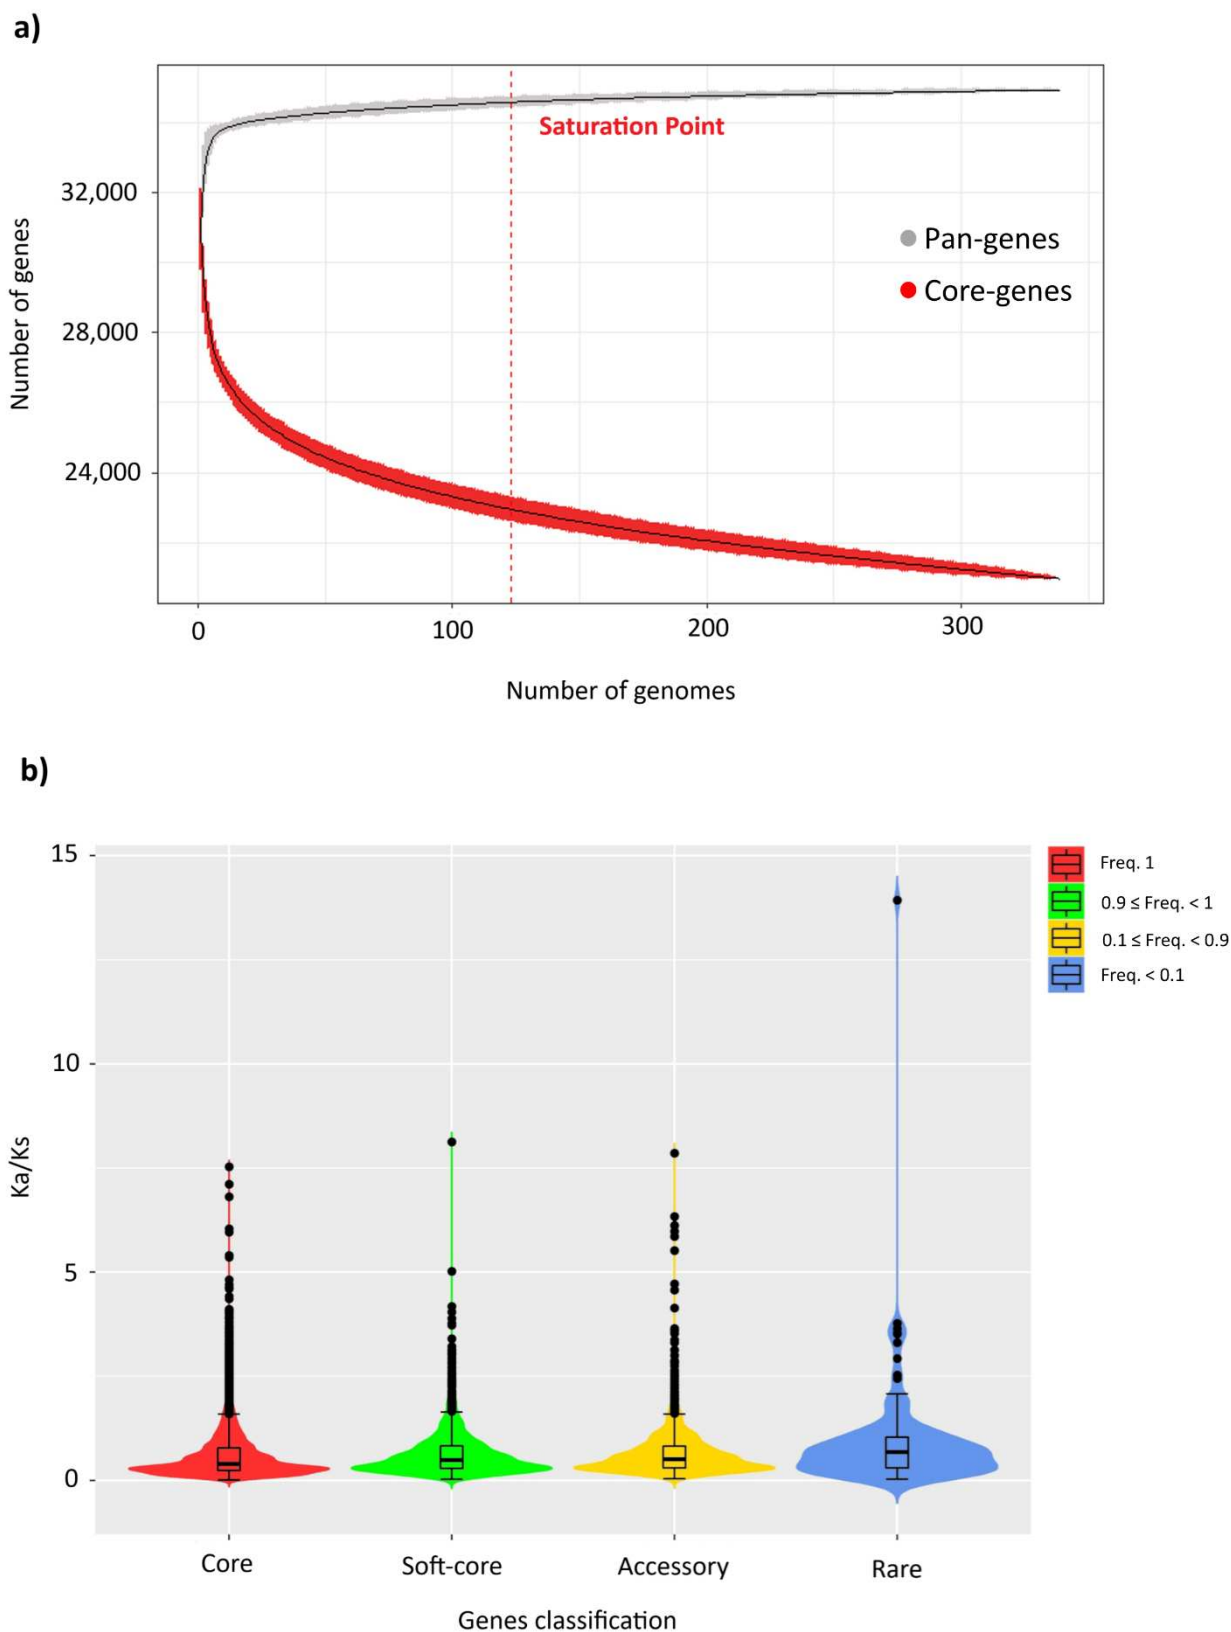 a)
Number of genes
32,000
28,000
24,000
Saturation Point
Pan-genes
Core-genes
0
100
200
300
Number of genomes
b)
Ka/Ks
15
10
5
0
Freq. 1
0.9 ≤ Freq. < 1
0.1 ≤ Freq. < 0.9
Freq. < 0.1
Core
Soft-core
Accessory
Rare
Genes classification